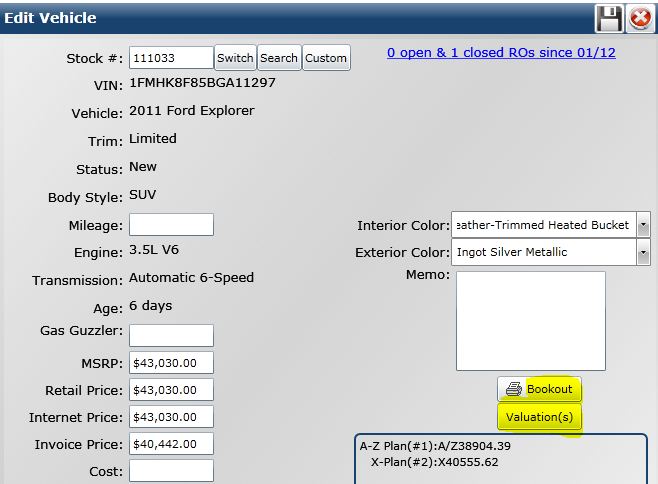 Edit Vehicle
Stock #: 111033 Switch Search Custom 0 open & 1 closed ROs since 01/12
VIN: 1FMHK8F85BGA11297
Vehicle: 2011 Ford Explorer
Trim: Limited
Status: New
Body Style: SUV
Mileage: Interior Color: eather-Trimmed Heated Bucket
Engine: 3.5L V6 Exterior Color: Ingot Silver Metallic
Transmission: Automatic 6-Speed Memo:
Age: 6 days
Gas Guzzler:
MSRP: $43,030.00
Retail Price: $43,030.00 Bookout
Internet Price: $43,030.00 Valuation(s)
Invoice Price: $40,442.00 A-Z Plan(#1):A/Z38904.39
Cost: X-Plan(#2):X40555.62